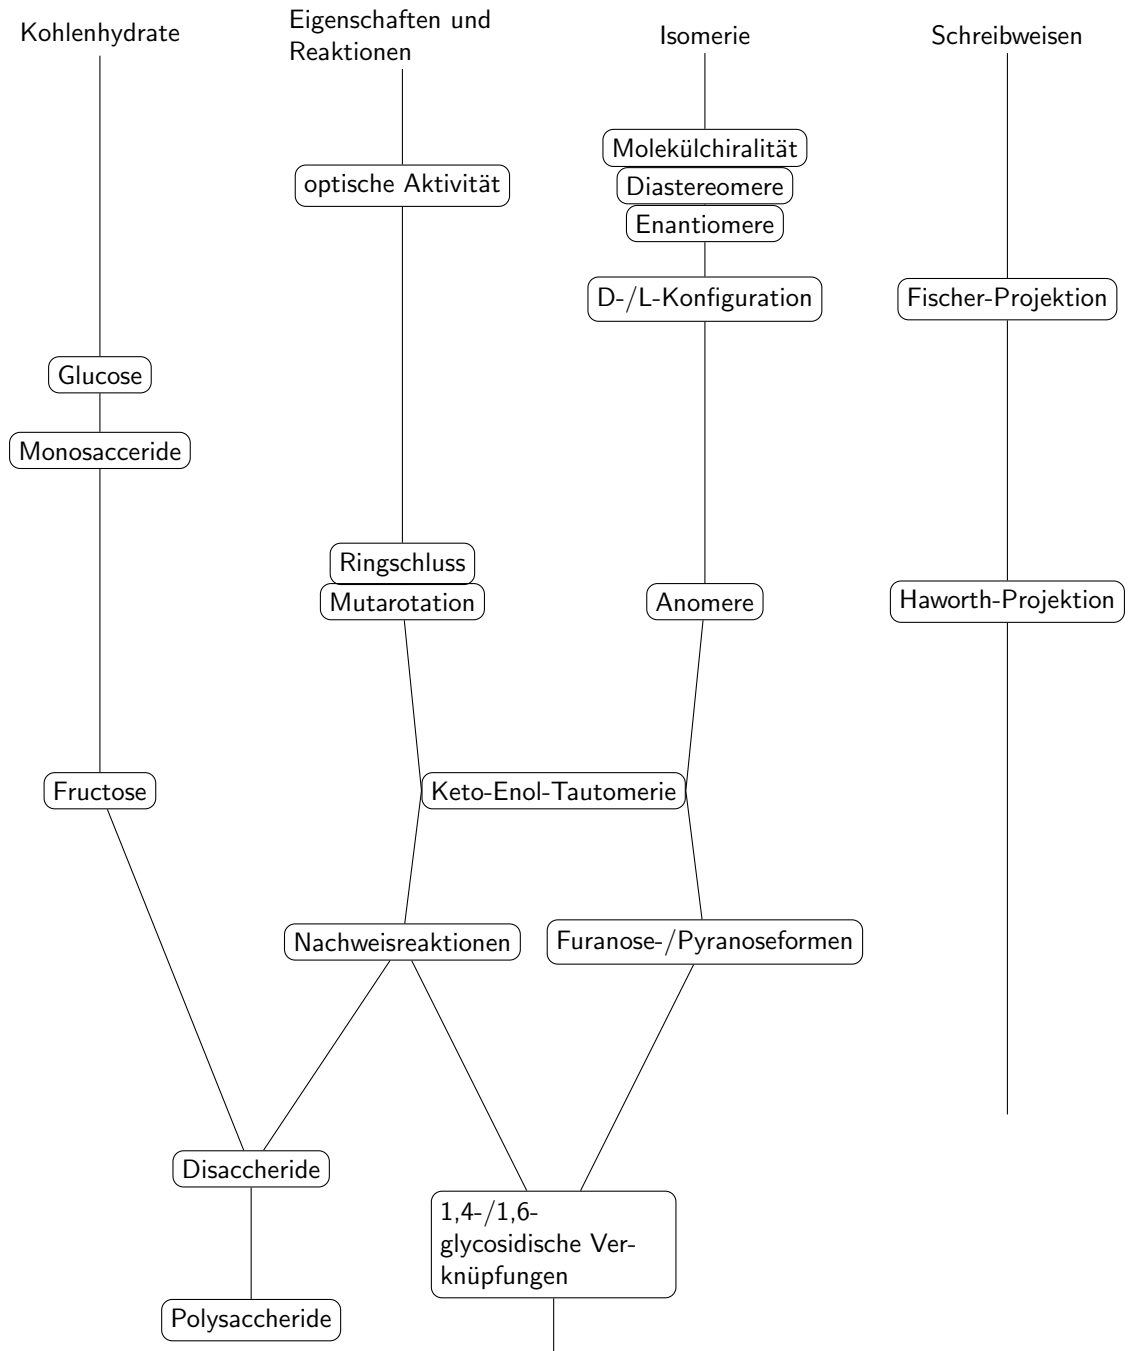 Kohlenhydrate
Eigenschaften und
Reaktionen
Isomerie
Schreibweisen
Molekülchiralität
optische Aktivität
Diastereomere
Enantiomere
D-/L-Konfiguration
Fischer-Projektion
Glucose
Monosacceride
Ringschluss
Mutarotation
Anomere
Haworth-Projektion
Fructose
Keto-Enol-Tautomerie
Nachweisreaktionen
Furanose-/Pyranoseformen
Disaccheride
1,4-/1,6-
glycosidische Ver-
knüpfungen
Polysaccheride